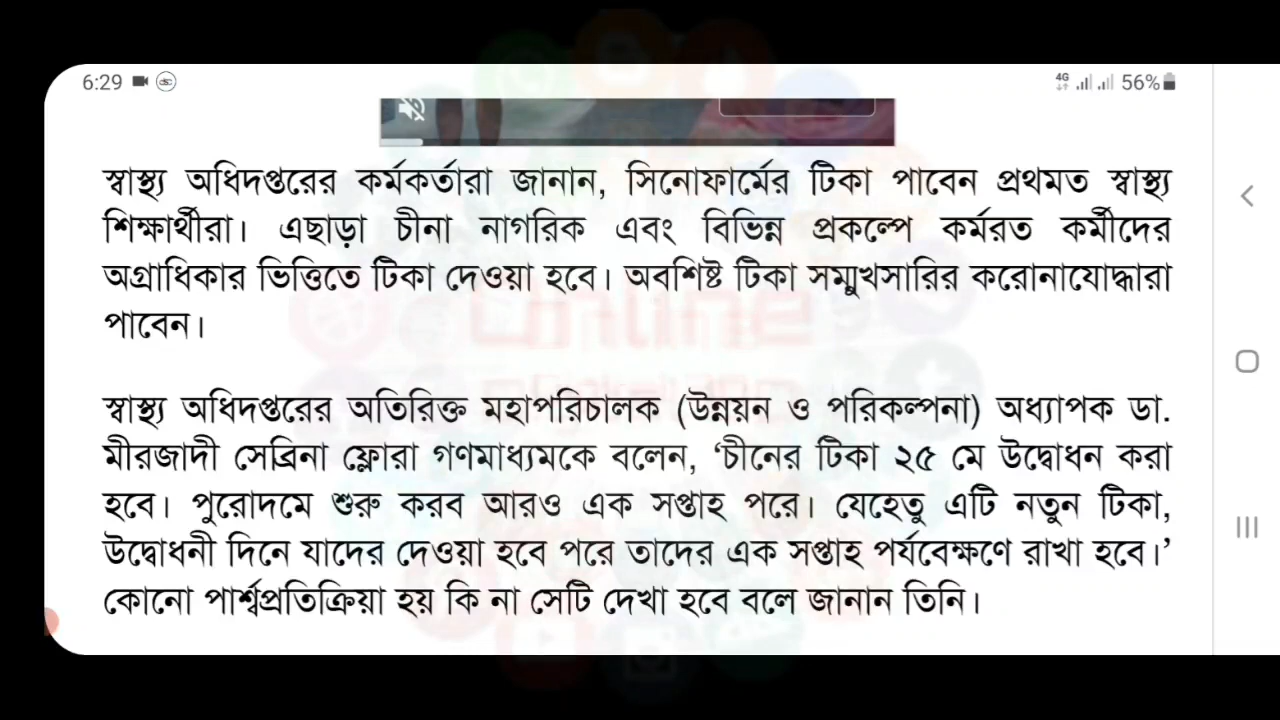 6:29
4G 56%
স্বাস্থ্য অধিদপ্তরের কর্মকর্তারা জানান, সিনোফার্মের টিকা পাবেন প্রথমত স্বাস্থ্য
শিক্ষার্থীরা। এছাড়া চীনা নাগরিক এবং বিভিন্ন প্রকল্পে কর্মরত কর্মীদের
অগ্রাধিকার ভিত্তিতে টিকা দেওয়া হবে। অবশিষ্ট টিকা সম্মুখসারির করোনাযোদ্ধারা
পাবেন।
স্বাস্থ্য অধিদপ্তরের অতিরিক্ত মহাপরিচালক (উন্নয়ন ও পরিকল্পনা) অধ্যাপক ডা.
মীরজাদী সেব্রিনা ফ্লোরা গণমাধ্যমকে বলেন, ‘চীনের টিকা ২৫ মে উদ্বোধন করা
হবে। পুরোদমে শুরু করব আরও এক সপ্তাহ পরে। যেহেতু এটি নতুন টিকা,
উদ্বোধনী দিনে যাদের দেওয়া হবে পরে তাদের এক সপ্তাহ পর্যবেক্ষণে রাখা হবে।’
কোনো পার্শ্বপ্রতিক্রিয়া হয় কি না সেটি দেখা হবে বলে জানান তিনি।
Online